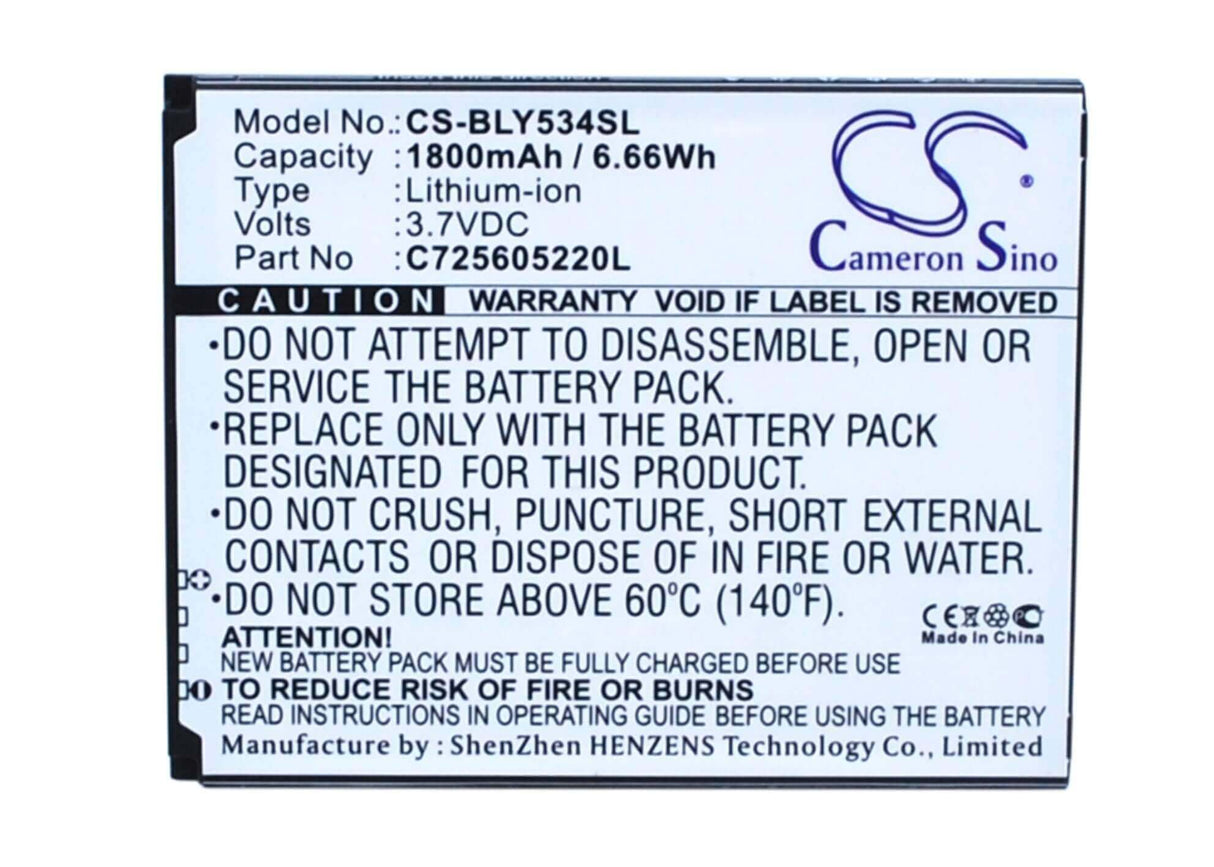 Insert this direction
Model No.: CS-BLY534SL
Capacity : 1800mAh / 6.66Wh
Type : Lithium-ion
Volts : 3.7VDC
Part No : C725605220L
CS ®
Cameron Sino
CAUTION WARRANTY VOID IF LABEL IS REMOVED
•DO NOT ATTEMPT TO DISASSEMBLE, OPEN OR
SERVICE THE BATTERY PACK.
•REPLACE ONLY WITH THE BATTERY PACK
DESIGNATED FOR THIS PRODUCT.
•DO NOT CRUSH, PUNCTURE, SHORT EXTERNAL
CONTACTS OR DISPOSE OF IN FIRE OR WATER.
•DO NOT STORE ABOVE 60°C (140°F).
CE
Made In China
ATTENTION!
NEW BATTERY PACK MUST BE FULLY CHARGED BEFORE USE
TO REDUCE RISK OF FIRE OR BURNS
READ INSTRUCTIONS IN OPERATING GUIDE BEFORE USING THE BATTERY
Manufacture by : ShenZhen HENZENS Technology Co., Limited